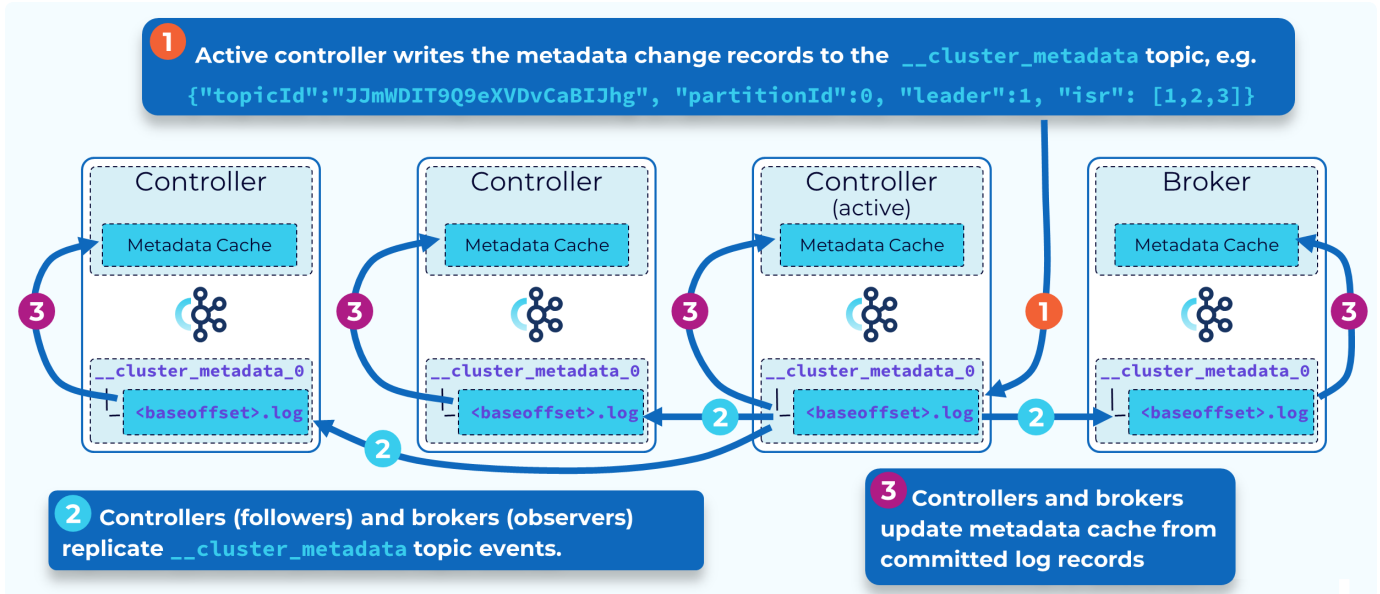 1
Active controller writes the metadata change records to the __cluster_metadata topic, e.g.
{"topicId":"JJmWDIT9Q9eXVDvCaBIJhg", "partitionId":0, "leader":1, "isr": [1,2,3]}
Controller
Metadata Cache
3
__cluster_metadata_0
<baseoffset>.log
Controller
Metadata Cache
3
__cluster_metadata_0
<baseoffset>.log
Controller
(active)
Metadata Cache
3
__cluster_metadata_0
<baseoffset>.log
1
Broker
Metadata Cache
3
__cluster_metadata_0
<baseoffset>.log
2
2
2
2 Controllers (followers) and brokers (observers)
replicate __cluster_metadata topic events.
3 Controllers and brokers
update metadata cache from
committed log records